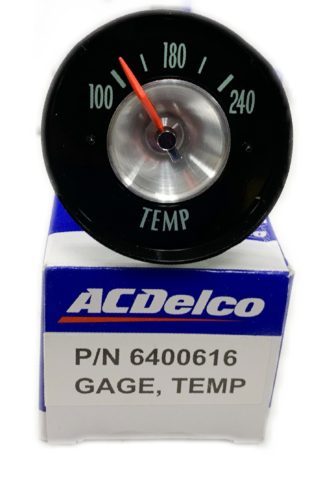 100 180 240
TEMP
ACDelco
P/N 6400616
GAGE, TEMP